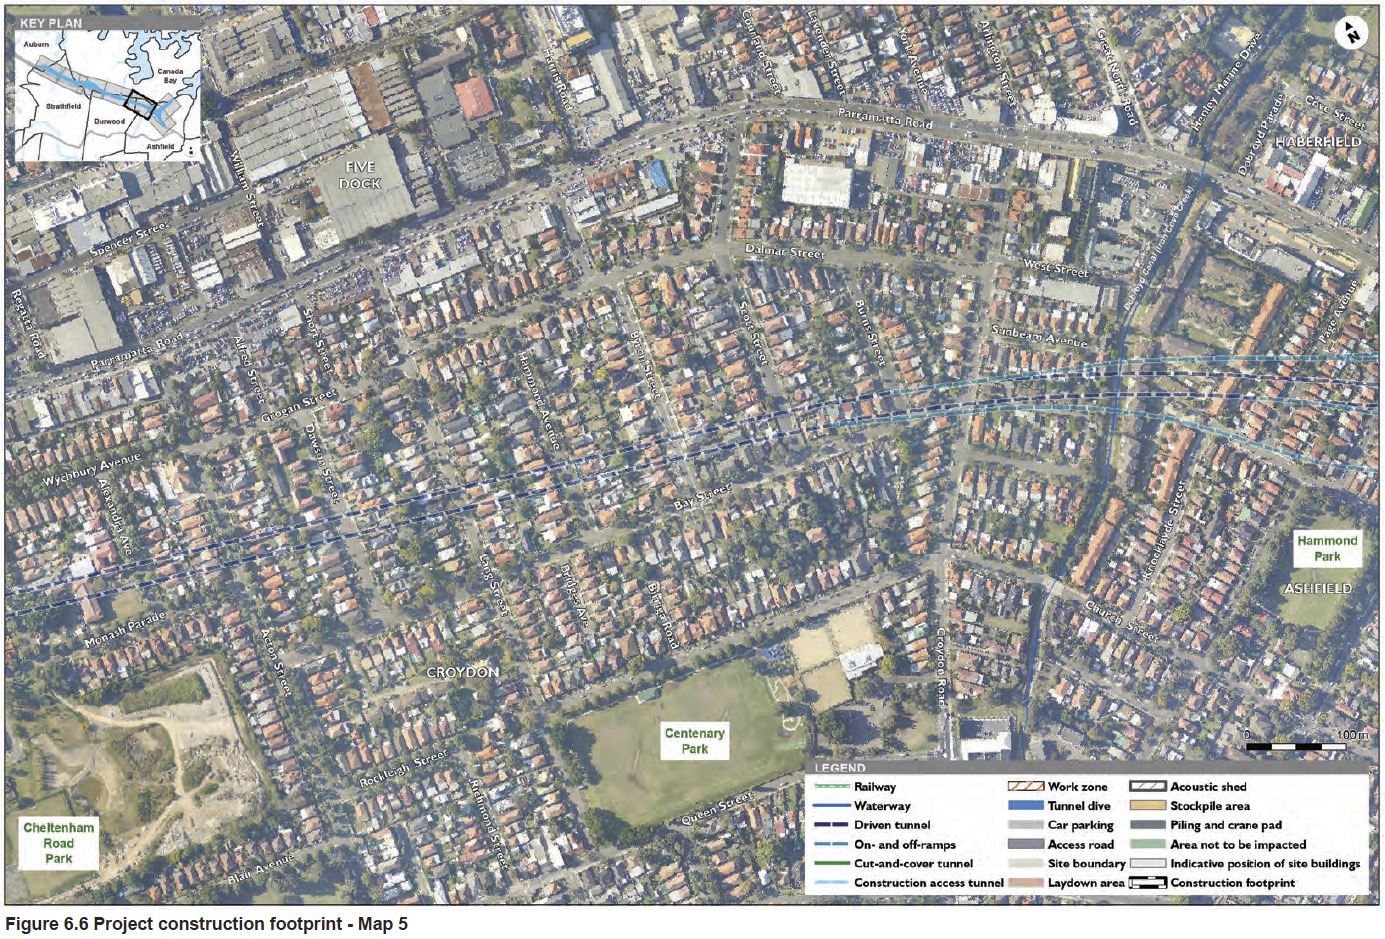 KEY PLAN
Auburn
Canada
Bay
Strathfield
Burwood
Ashfield
N
Courland Street
Lavender Street
York Avenue
Arlington Street
Great North Road
Henley Marine Drive
Harris Road
Parramatta Road
Dobroyd Parade
Cove Street
HABERFIELD
William Street
FIVE
DOCK
Spencer Street
Regatta Road
Parramatta Road
Dalmar Street
West Street
Dobroyd Canal (Iron Cove Creek)
Page Avenue
Short Street
Alfred Street
Byron Street
Scott Street
Burns Street
Sunbeam Avenue
Hammond Avenue
Grogan Street
Dawson Street
Wychbury Avenue
Alexandra Ave
Bay Street
Knocklayde Street
Hammond
Park
ASHFIELD
Lang Street
Bridges Ave
Church Street
Monash Parade
Acton Street
CROYDON
Croydon Road
Centenary
Park
0 100m
Rockleigh Street
Richmond Street
Queen Street
Cheltenham
Road
Park
Blair Avenue
LEGEND
Railway
Waterway
Driven tunnel
On- and off-ramps
Cut-and-cover tunnel
Construction access tunnel
Work zone
Tunnel dive
Car parking
Access road
Site boundary
Laydown area
Acoustic shed
Stockpile area
Piling and crane pad
Area not to be impacted
Indicative position of site buildings
Construction footprint
Figure 6.6 Project construction footprint - Map 5